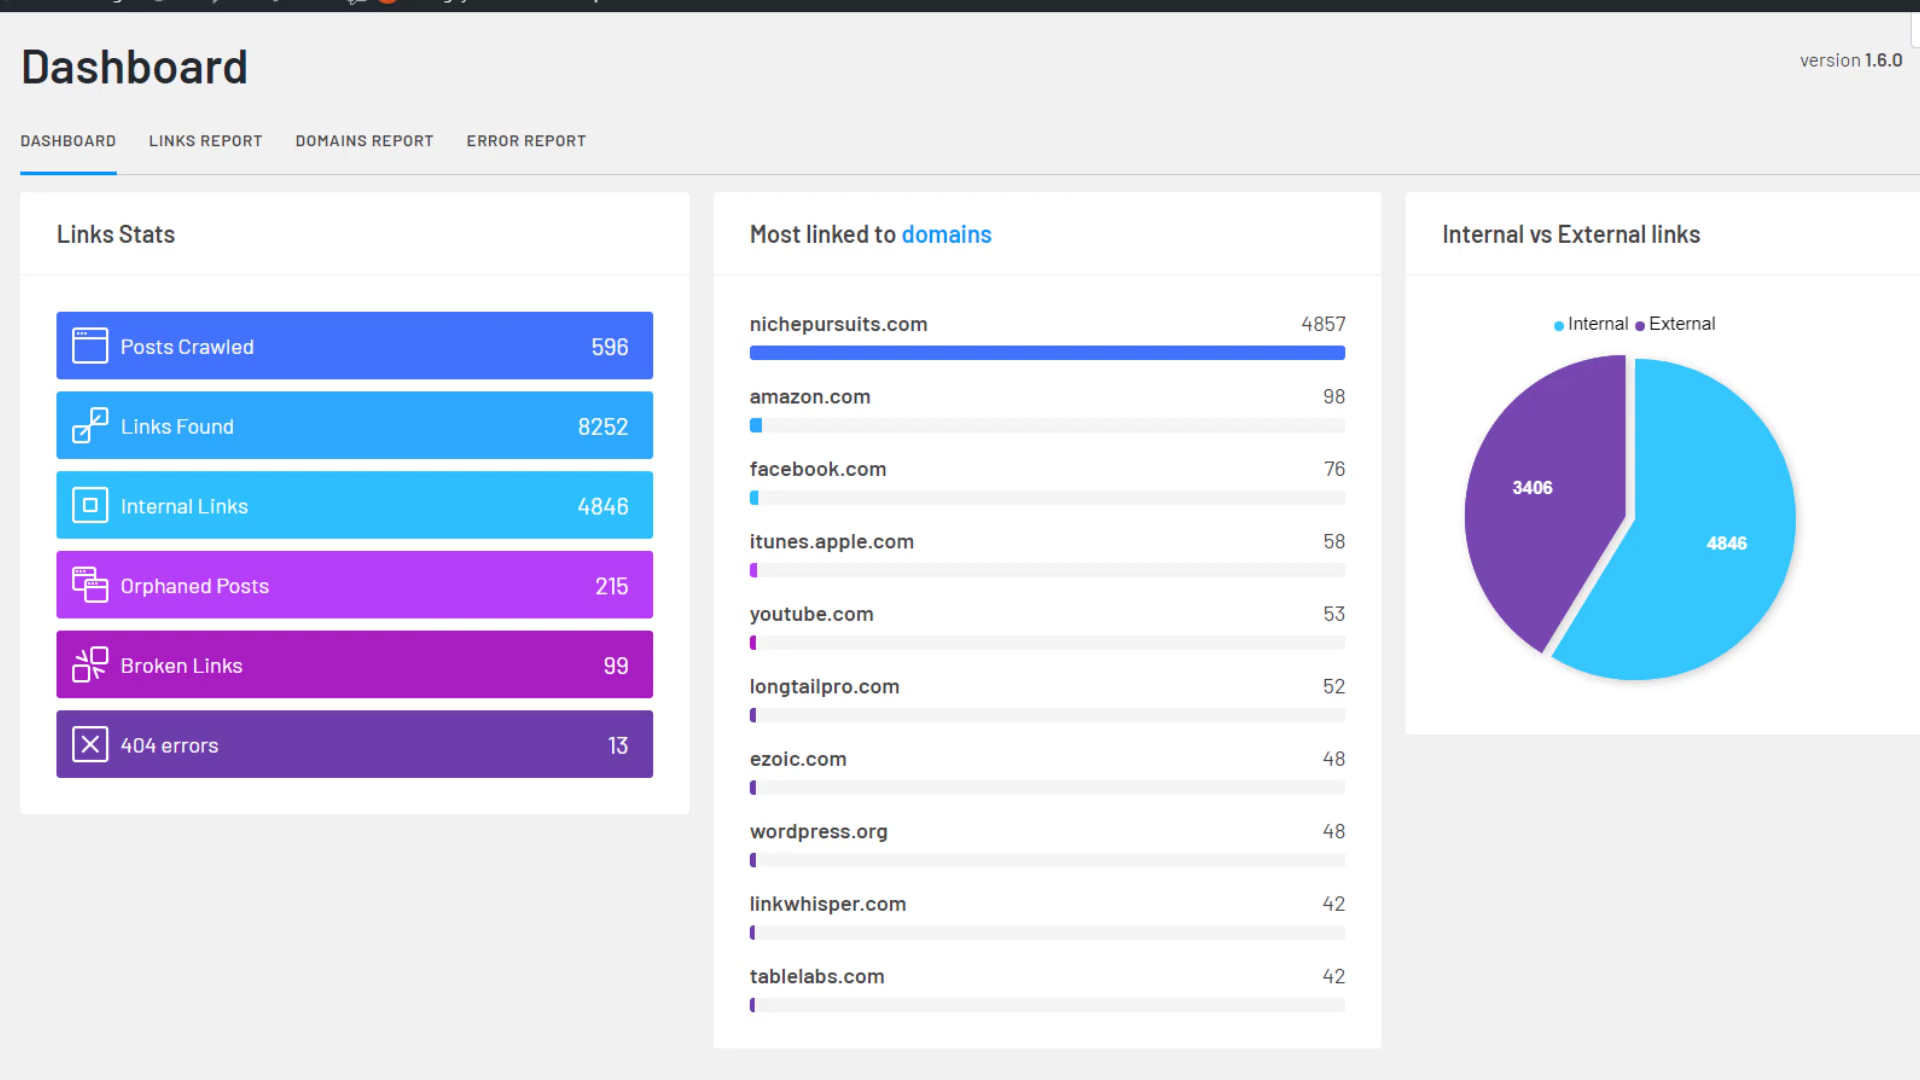 Dashboard
version 1.6.0
DASHBOARD LINKS REPORT DOMAINS REPORT ERROR REPORT
Links Stats
Posts Crawled 596
Links Found 8252
Internal Links 4846
Orphaned Posts 215
Broken Links 99
404 errors 13
Most linked to domains
nichepursuits.com 4857
amazon.com 98
facebook.com 76
itunes.apple.com 58
youtube.com 53
longtailpro.com 52
ezoic.com 48
wordpress.org 48
linkwhisper.com 42
tablelabs.com 42
Internal vs External links
Internal External
3406
4846